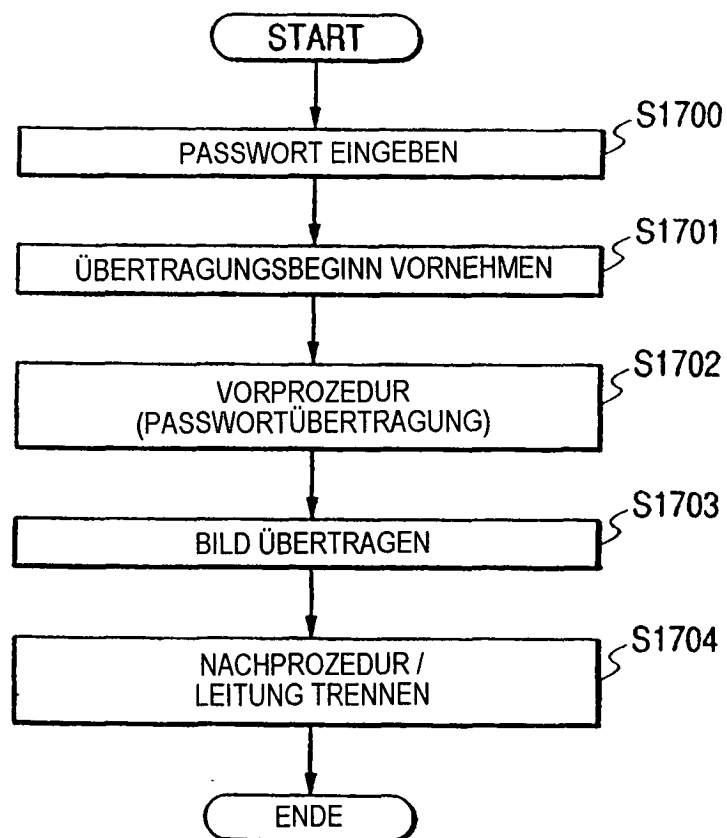 START
S1700
PASSWORT EINGEBEN
S1701
ÜBERTRAGUNGSBEGINN VORNEHMEN
S1702
VORPROZEDUR
(PASSWORTÜBERTRAGUNG)
S1703
BILD ÜBERTRAGEN
S1704
NACHPROZEDUR /
LEITUNG TRENNEN
ENDE